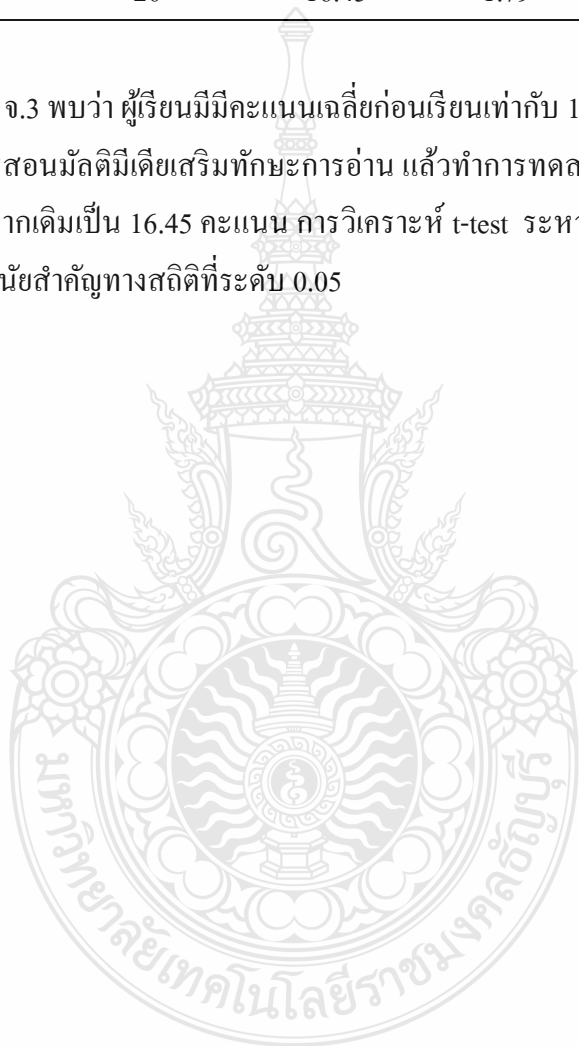 จ.3 พบว่า ผู้เรียนมีมีคะแนนเฉลี่ยก่อนเรียนเท่ากับ 1
สอนมัลติมีเดียเสริมทักษะการอ่าน แล้วทำการทดส
ากเดิมเป็น 16.45 คะแนน การวิเคราะห์ t-test ระหว
นัยสำคัญทางสถิติที่ระดับ 0.05
มหาวิทยาลัยเทคโนโลยีราชมงคลธัญบุรี